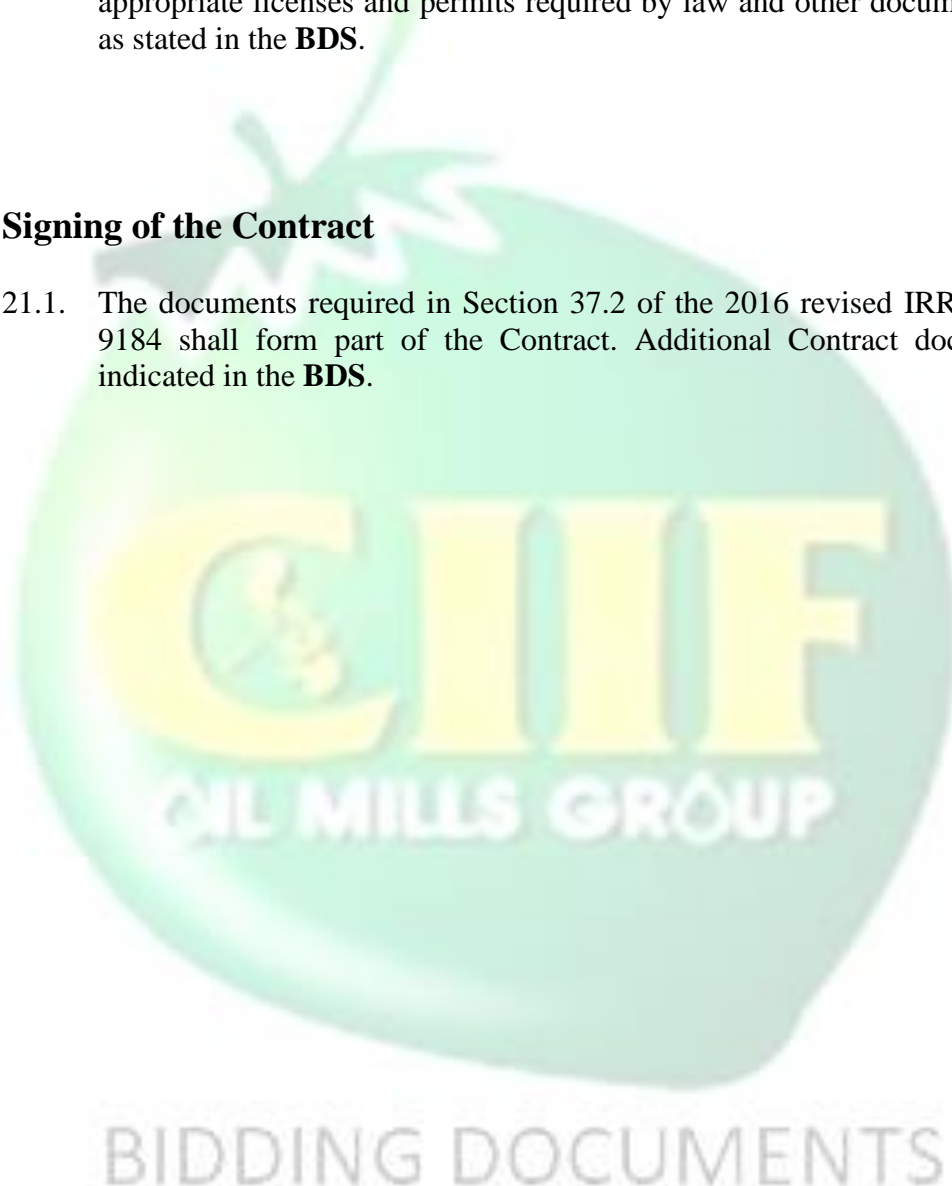 appropriate licenses and permits required by law and other docum
as stated in the BDS.
Signing of the Contract
21.1. The documents required in Section 37.2 of the 2016 revised IRR
9184 shall form part of the Contract. Additional Contract doc
indicated in the BDS.
CIIF
OIL MILLS GROUP
BIDDING DOCUMENTS